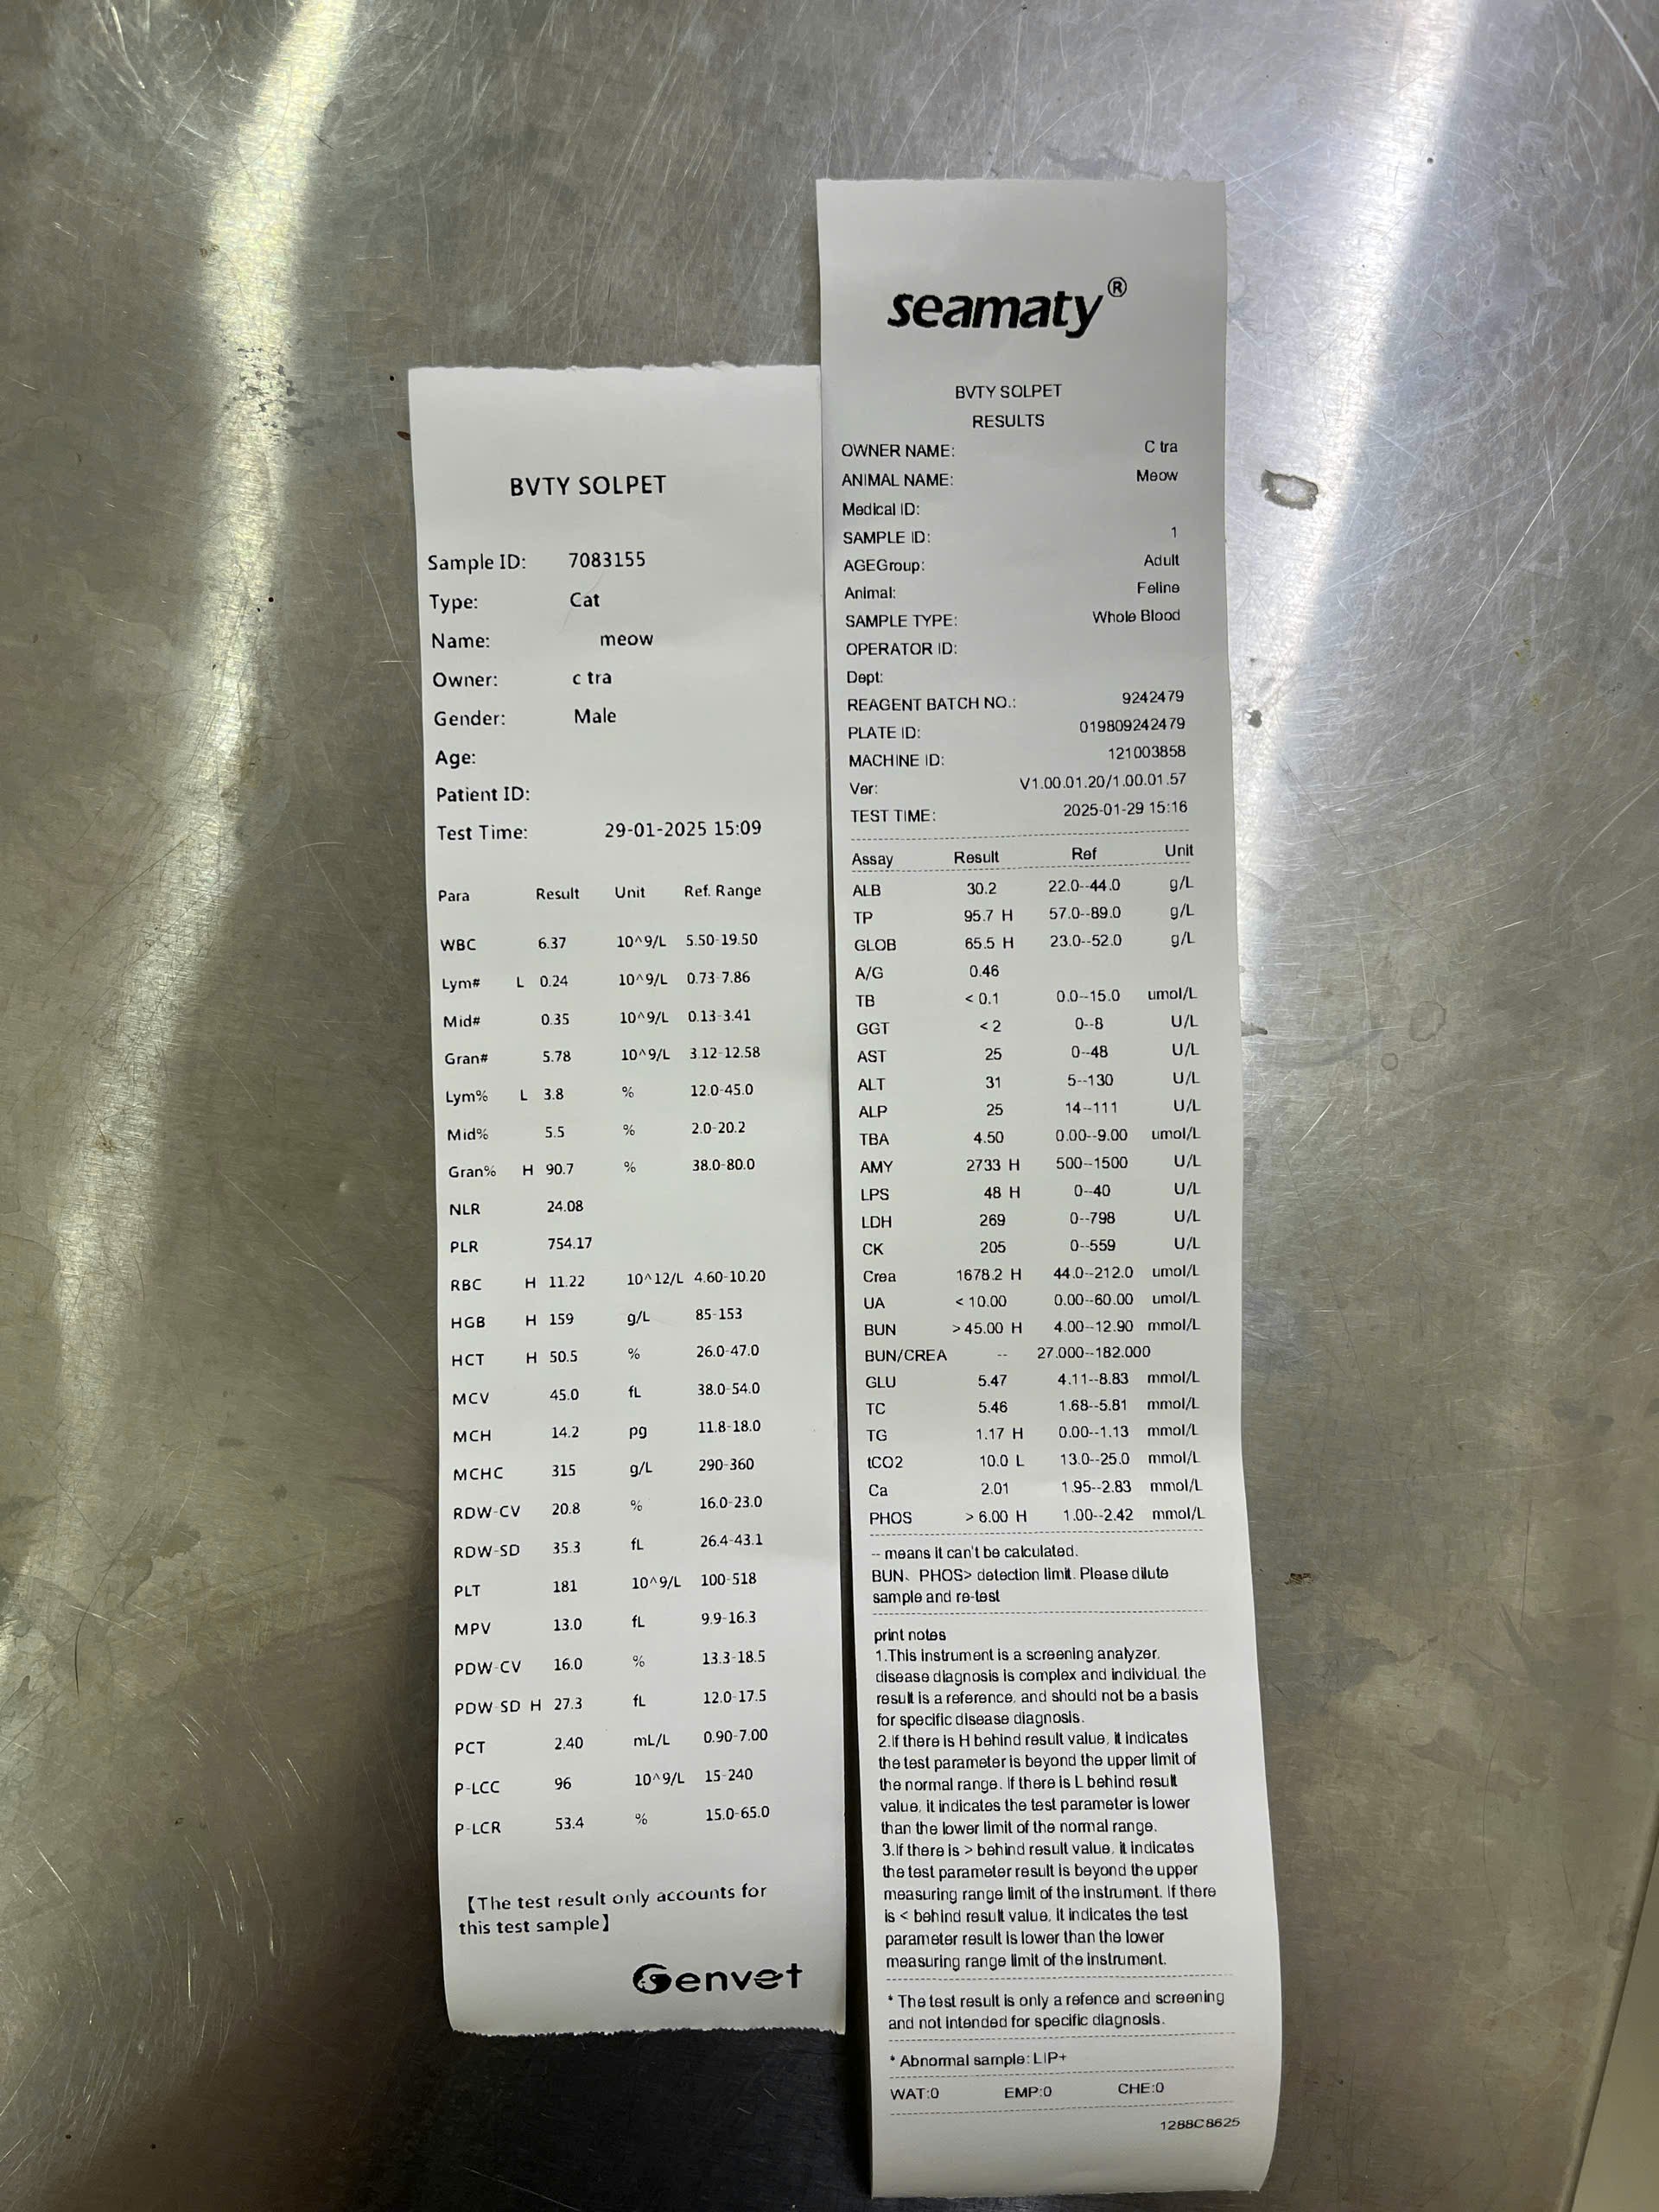 BVTY SOLPET
Sample ID: 7083155
Type: Cat
Name: meow
Owner: c tra
Gender: Male
Age:
Patient ID:
Test Time: 29-01-2025 15:09
Para Result Unit Ref. Range
WBC 6.37 10^9/L 5.50-19.50
Lym# L 0.24 10^9/L 0.73-7.86
Mid# 0.35 10^9/L 0.13-3.41
Gran# 5.78 10^9/L 3.12-12.58
Lym% L 3.8 % 12.0-45.0
Mid% 5.5 % 2.0-20.2
Gran% H 90.7 % 38.0-80.0
NLR 24.08
PLR 754.17
RBC H 11.22 10^12/L 4.60-10.20
HGB H 159 g/L 85-153
HCT H 50.5 % 26.0-47.0
MCV 45.0 fL 38.0-54.0
MCH 14.2 pg 11.8-18.0
MCHC 315 g/L 290-360
RDW-CV 20.8 % 16.0-23.0
RDW-SD 35.3 fL 26.4-43.1
PLT 181 10^9/L 100-518
MPV 13.0 fL 9.9-16.3
PDW-CV 16.0 % 13.3-18.5
PDW-SD H 27.3 fL 12.0-17.5
PCT 2.40 mL/L 0.90-7.00
P-LCC 96 10^9/L 15-240
P-LCR 53.4 % 15.0-65.0
【The test result only accounts for
this test sample】
Genvet
seamaty®
BVTY SOLPET
RESULTS
OWNER NAME: C tra
ANIMAL NAME: Meow
Medical ID:
SAMPLE ID: 1
AGEGroup: Adult
Animal: Feline
SAMPLE TYPE: Whole Blood
OPERATOR ID:
Dept:
REAGENT BATCH NO.: 9242479
PLATE ID: 019809242479
MACHINE ID: 121003858
Ver: V1.00.01.20/1.00.01.57
TEST TIME: 2025-01-29 15:16
Assay Result Ref Unit
ALB 30.2 22.0--44.0 g/L
TP 95.7 H 57.0--89.0 g/L
GLOB 65.5 H 23.0--52.0 g/L
A/G 0.46
TB < 0.1 0.0--15.0 umol/L
GGT < 2 0--8 U/L
AST 25 0--48 U/L
ALT 31 5--130 U/L
ALP 25 14--111 U/L
TBA 4.50 0.00--9.00 umol/L
AMY 2733 H 500--1500 U/L
LPS 48 H 0--40 U/L
LDH 269 0--798 U/L
CK 205 0--559 U/L
Crea 1678.2 H 44.0--212.0 umol/L
UA < 10.00 0.00--60.00 umol/L
BUN > 45.00 H 4.00--12.90 mmol/L
BUN/CREA -- 27.000--182.000
GLU 5.47 4.11--8.83 mmol/L
TC 5.46 1.68--5.81 mmol/L
TG 1.17 H 0.00--1.13 mmol/L
tCO2 10.0 L 13.0--25.0 mmol/L
Ca 2.01 1.95--2.83 mmol/L
PHOS > 6.00 H 1.00--2.42 mmol/L
-- means it can't be calculated.
BUN、PHOS> detection limit. Please dilute
sample and re-test
print notes
1.This instrument is a screening analyzer,
disease diagnosis is complex and individual, the
result is a reference, and should not be a basis
for specific disease diagnosis.
2.If there is H behind result value, it indicates
the test parameter is beyond the upper limit of
the normal range. If there is L behind result
value, it indicates the test parameter is lower
than the lower limit of the normal range.
3.If there is > behind result value, it indicates
the test parameter result is beyond the upper
measuring range limit of the instrument. If there
is < behind result value, it indicates the test
parameter result is lower than the lower
measuring range limit of the instrument.
* The test result is only a refence and screening
and not intended for specific diagnosis.
* Abnormal sample: LIP+
WAT:0 EMP:0 CHE:0
1288C8625